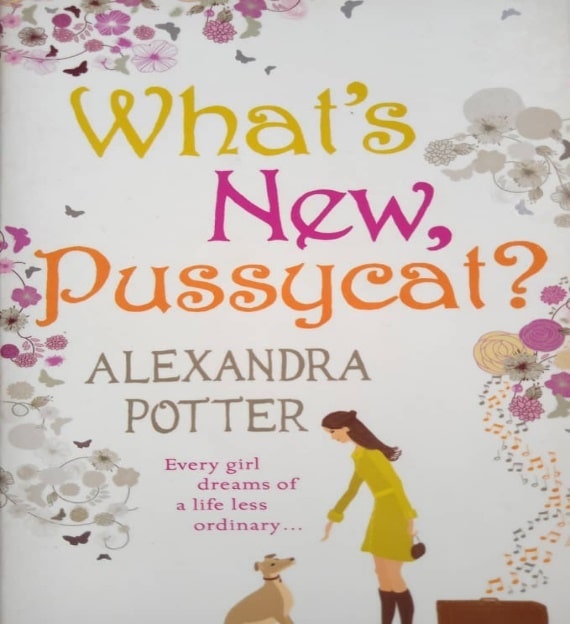 What's
New,
Pussycat?
ALEXANDRA
POTTER
Every girl
dreams of
a life less
ordinary...